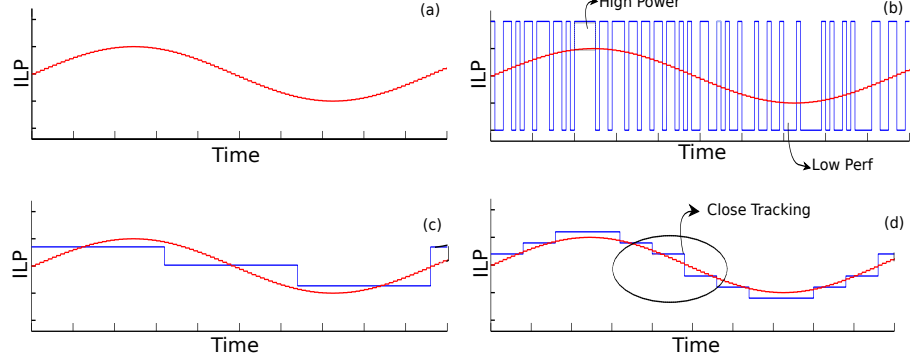 (a)
ILP
Time
High Power
(b)
ILP
Time
Low Perf
(c)
ILP
Time
Close Tracking
(d)
ILP
Time